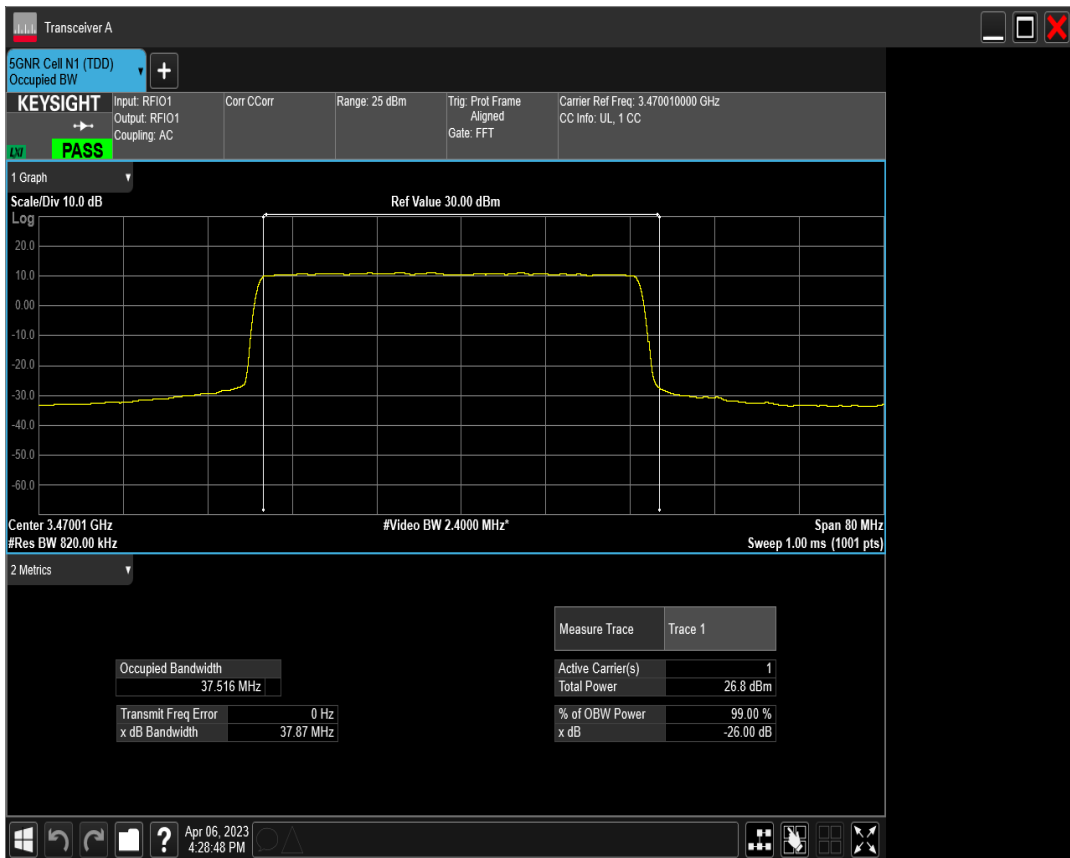 Transceiver A
5GNR Cell N1 (TDD)
Occupied BW
KEYSIGHT
LXI
PASS
Input: RFIO1
Output: RFIO1
Coupling: AC
Corr CCorr
Range: 25 dBm
Trig: Prot Frame
Aligned
Gate: FFT
Carrier Ref Freq: 3.470010000 GHz
CC Info: UL, 1 CC
1 Graph
Scale/Div 10.0 dB
Ref Value 30.00 dBm
Log
20.0
10.0
0.00
-10.0
-20.0
-30.0
-40.0
-50.0
-60.0
Center 3.47001 GHz
#Video BW 2.4000 MHz*
Span 80 MHz
#Res BW 820.00 kHz
Sweep 1.00 ms (1001 pts)
2 Metrics
Measure Trace Trace 1
Occupied Bandwidth
37.516 MHz
Active Carrier(s) 1
Total Power 26.8 dBm
Transmit Freq Error 0 Hz
x dB Bandwidth 37.87 MHz
% of OBW Power 99.00 %
x dB -26.00 dB
?
Apr 06, 2023
4:28:48 PM